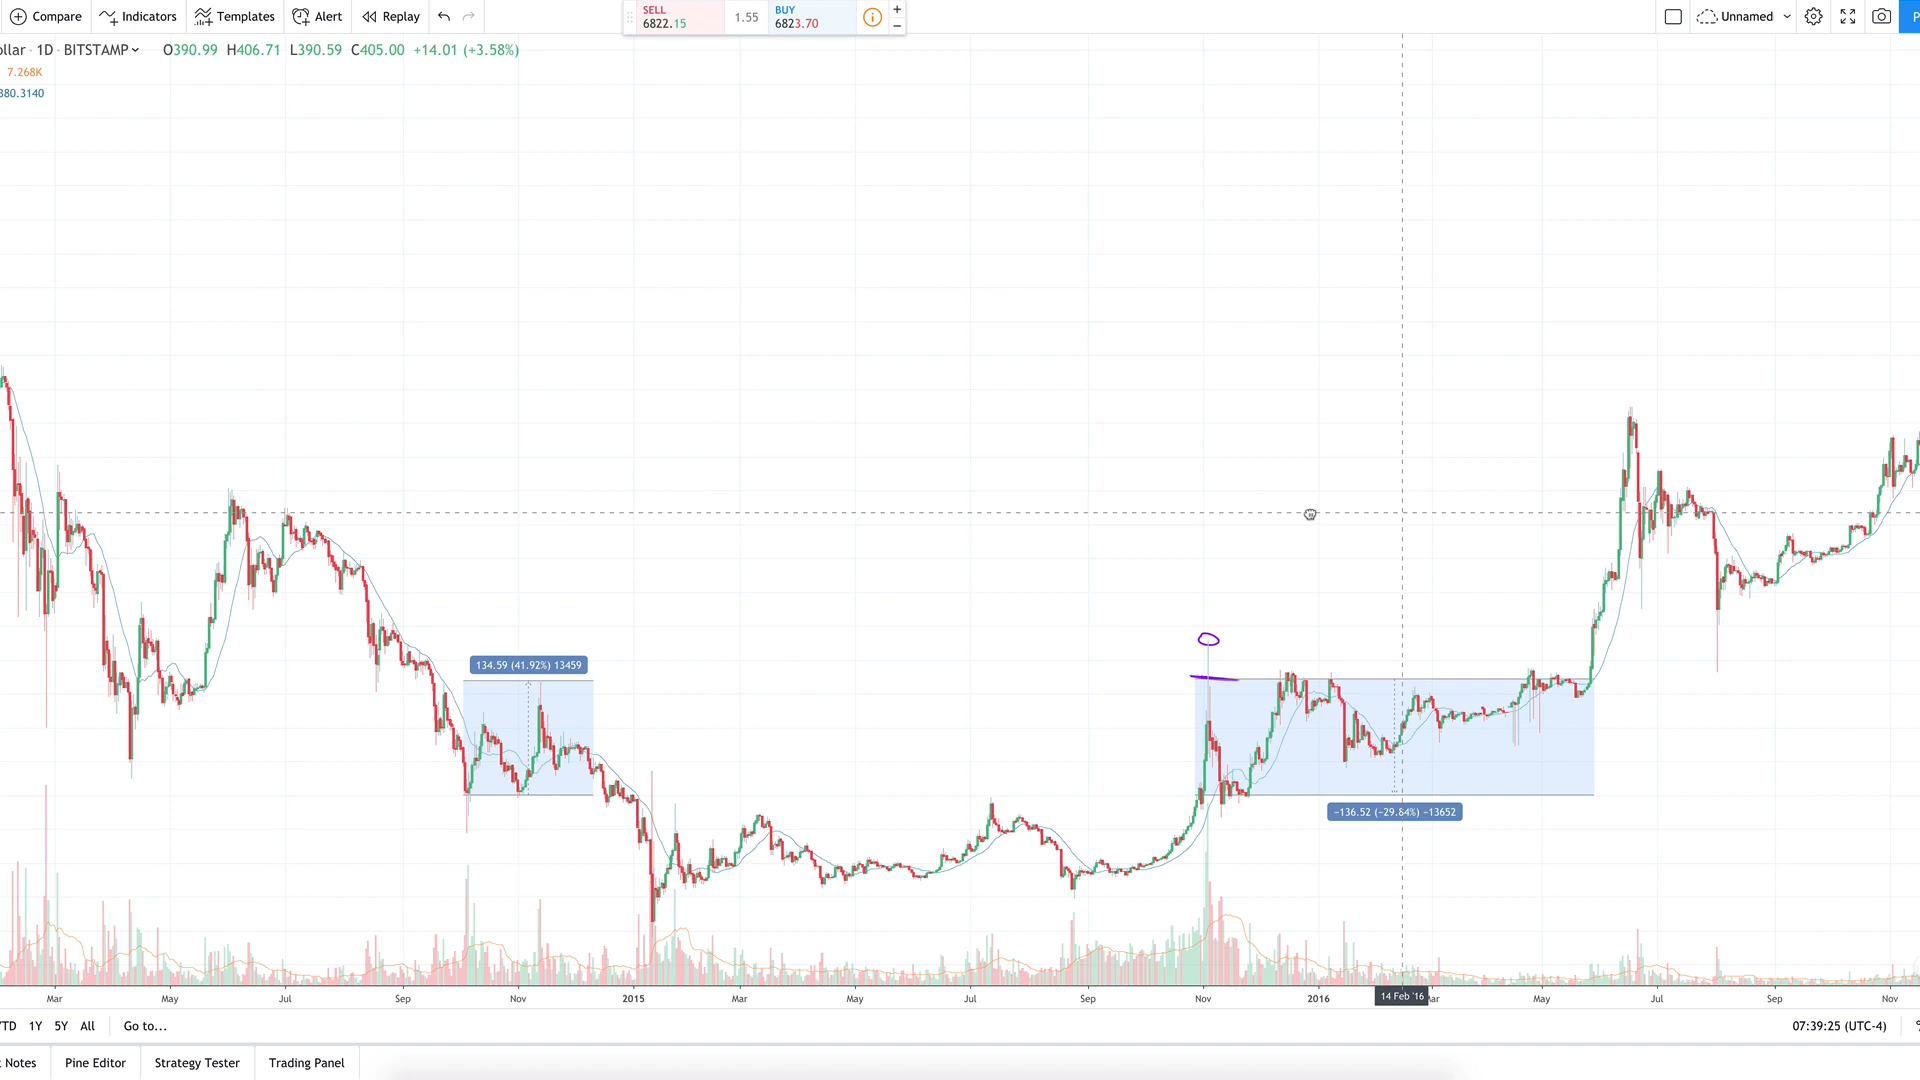 Compare Indicators Templates Alert Replay
SELL
6822.15
1.55
BUY
6823.70
Unnamed
P
ollar · 1D · BITSTAMP O390.99 H406.71 L390.59 C405.00 +14.01 (+3.58%)
7.268K
380.3140
134.59 (41.92%) 13459
−136.52 (−29.84%) −13652
Mar May Jul Sep Nov 2015 Mar May Jul Sep Nov 2016 14 Feb '16 ar May Jul Sep Nov
YTD 1Y 5Y All Go to... 07:39:25 (UTC-4) %
t Notes Pine Editor Strategy Tester Trading Panel